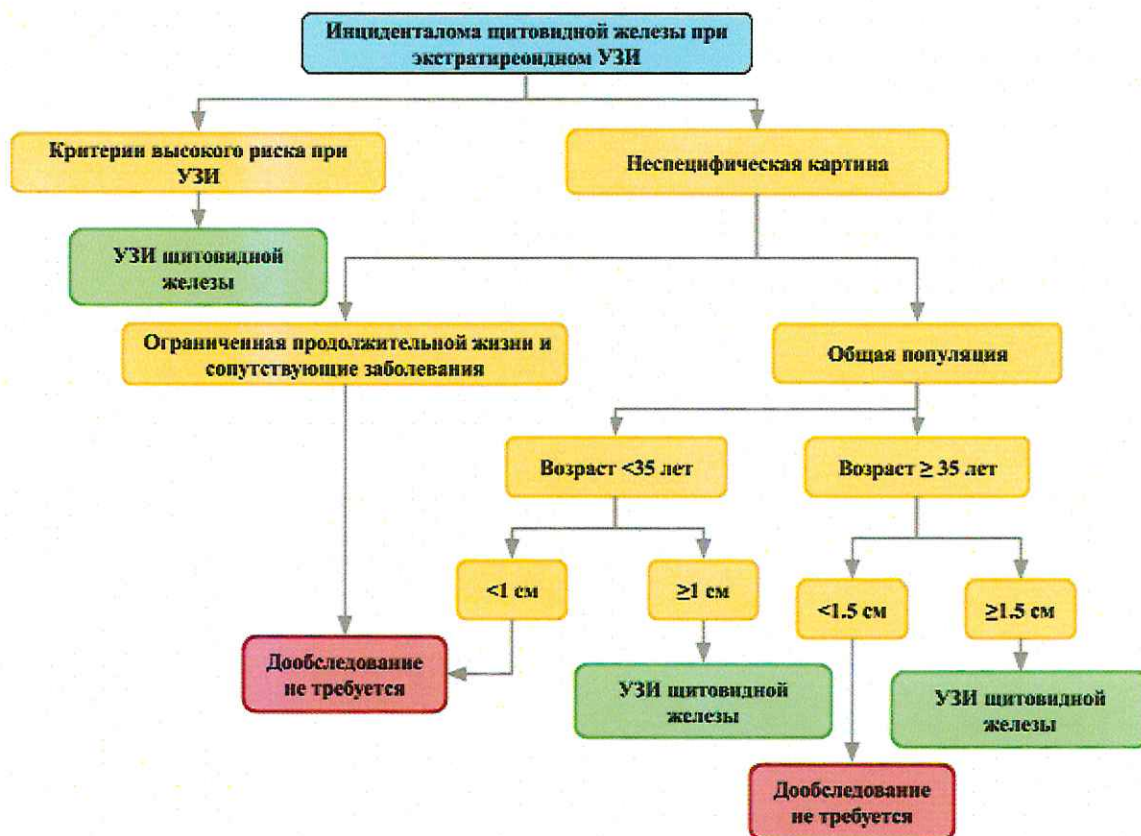 Инциденталома щитовидной железы при
экстратиреоидном УЗИ
Критерии высокого риска при
УЗИ
Неспецифическая картина
УЗИ щитовидной
железы
Ограниченная продолжительной жизни и
сопутствующие заболевания
Общая популяция
Возраст <35 лет
Возраст ≥ 35 лет
<1 см
≥1 см
<1.5 см
≥1.5 см
Дообследование
не требуется
УЗИ щитовидной
железы
УЗИ щитовидной
железы
Дообследование
не требуется